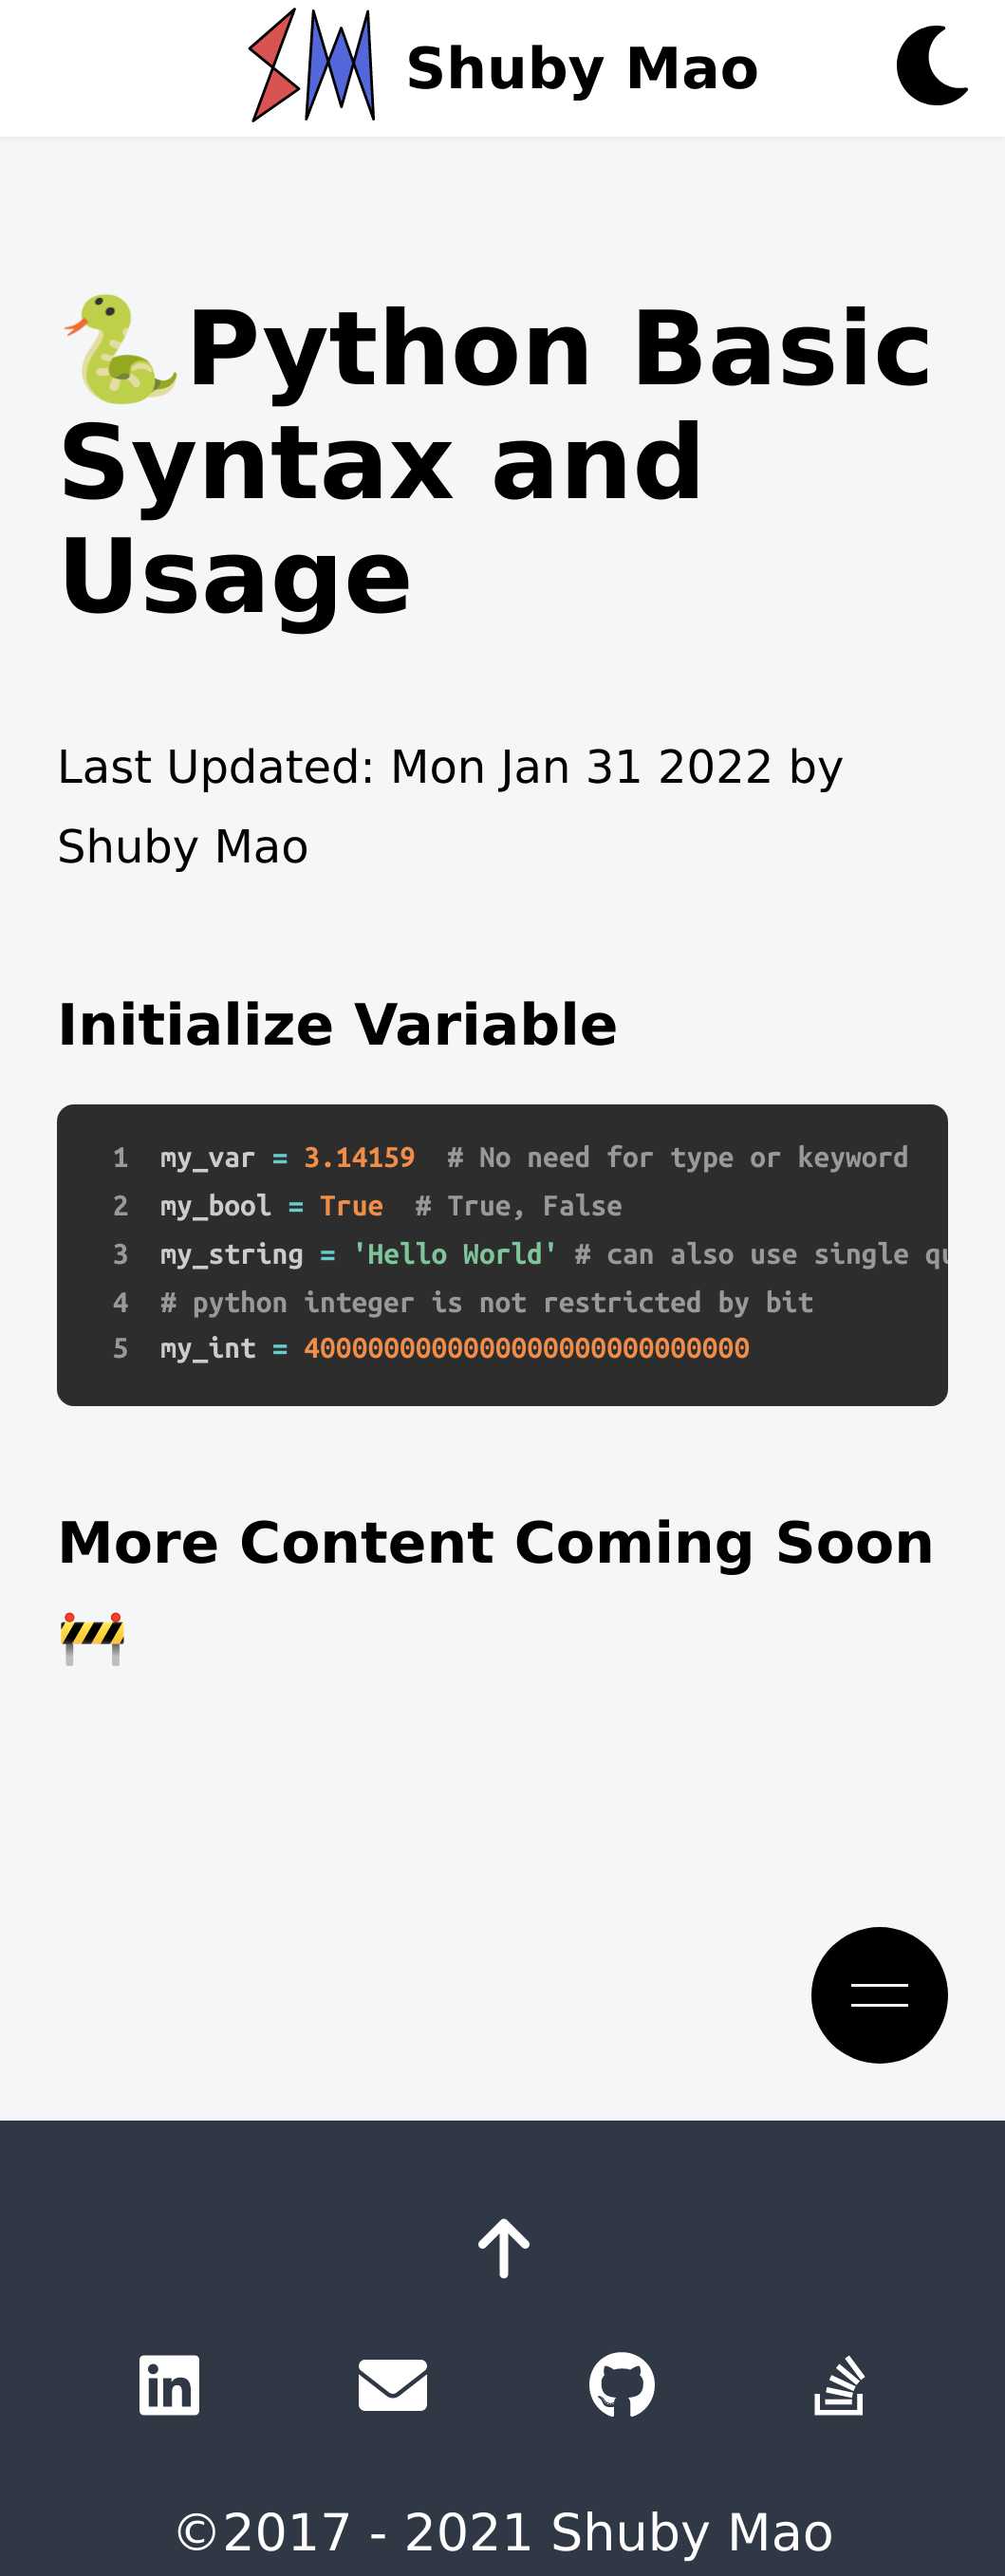 SM Shuby Mao
🐍Python Basic
Syntax and
Usage
Last Updated: Mon Jan 31 2022 by
Shuby Mao
Initialize Variable
1 my_var = 3.14159  # No need for type or keyword
2 my_bool = True  # True, False
3 my_string = 'Hello World' # can also use single
4 # python integer is not restricted by bit
5 my_int = 4000000000000000000000000000
More Content Coming Soon
🚧
in
©2017 - 2021 Shuby Mao